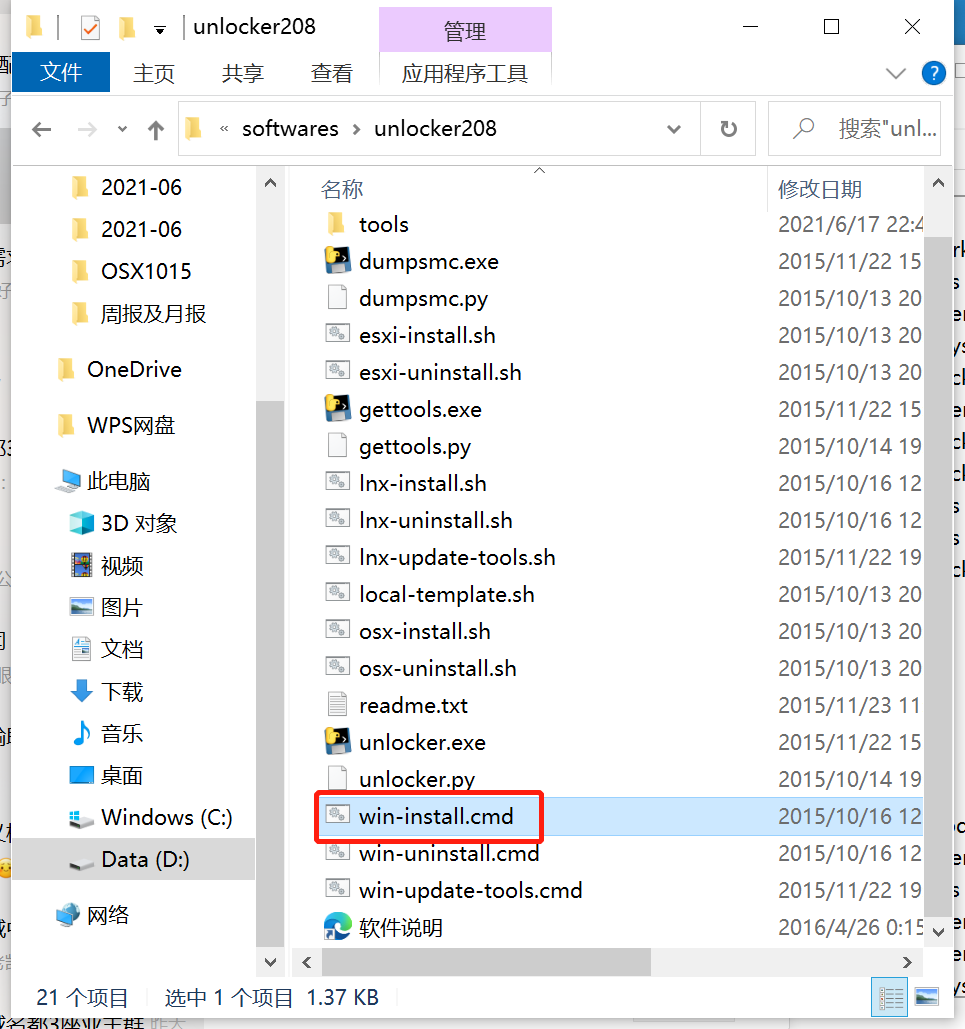 unlocker208
管理
文件 主页 共享 查看 应用程序工具
« softwares › unlocker208
搜索"unl...
2021-06
2021-06
OSX1015
周报及月报
OneDrive
WPS网盘
此电脑
3D 对象
视频
图片
文档
下载
音乐
桌面
Windows (C:)
Data (D:)
网络
名称 修改日期
tools 2021/6/17 22:4
dumpsmc.exe 2015/11/22 15
dumpsmc.py 2015/10/13 20
esxi-install.sh 2015/10/13 20
esxi-uninstall.sh 2015/10/13 20
gettools.exe 2015/11/22 15
gettools.py 2015/10/14 19
lnx-install.sh 2015/10/16 12
lnx-uninstall.sh 2015/10/16 12
lnx-update-tools.sh 2015/11/22 19
local-template.sh 2015/10/13 20
osx-install.sh 2015/10/13 20
osx-uninstall.sh 2015/10/13 20
readme.txt 2015/11/23 11
unlocker.exe 2015/11/22 15
unlocker.py 2015/10/14 19
win-install.cmd 2015/10/16 12
win-uninstall.cmd 2015/10/16 12
win-update-tools.cmd 2015/11/22 19
软件说明 2016/4/26 0:15
21 个项目 选中 1 个项目 1.37 KB